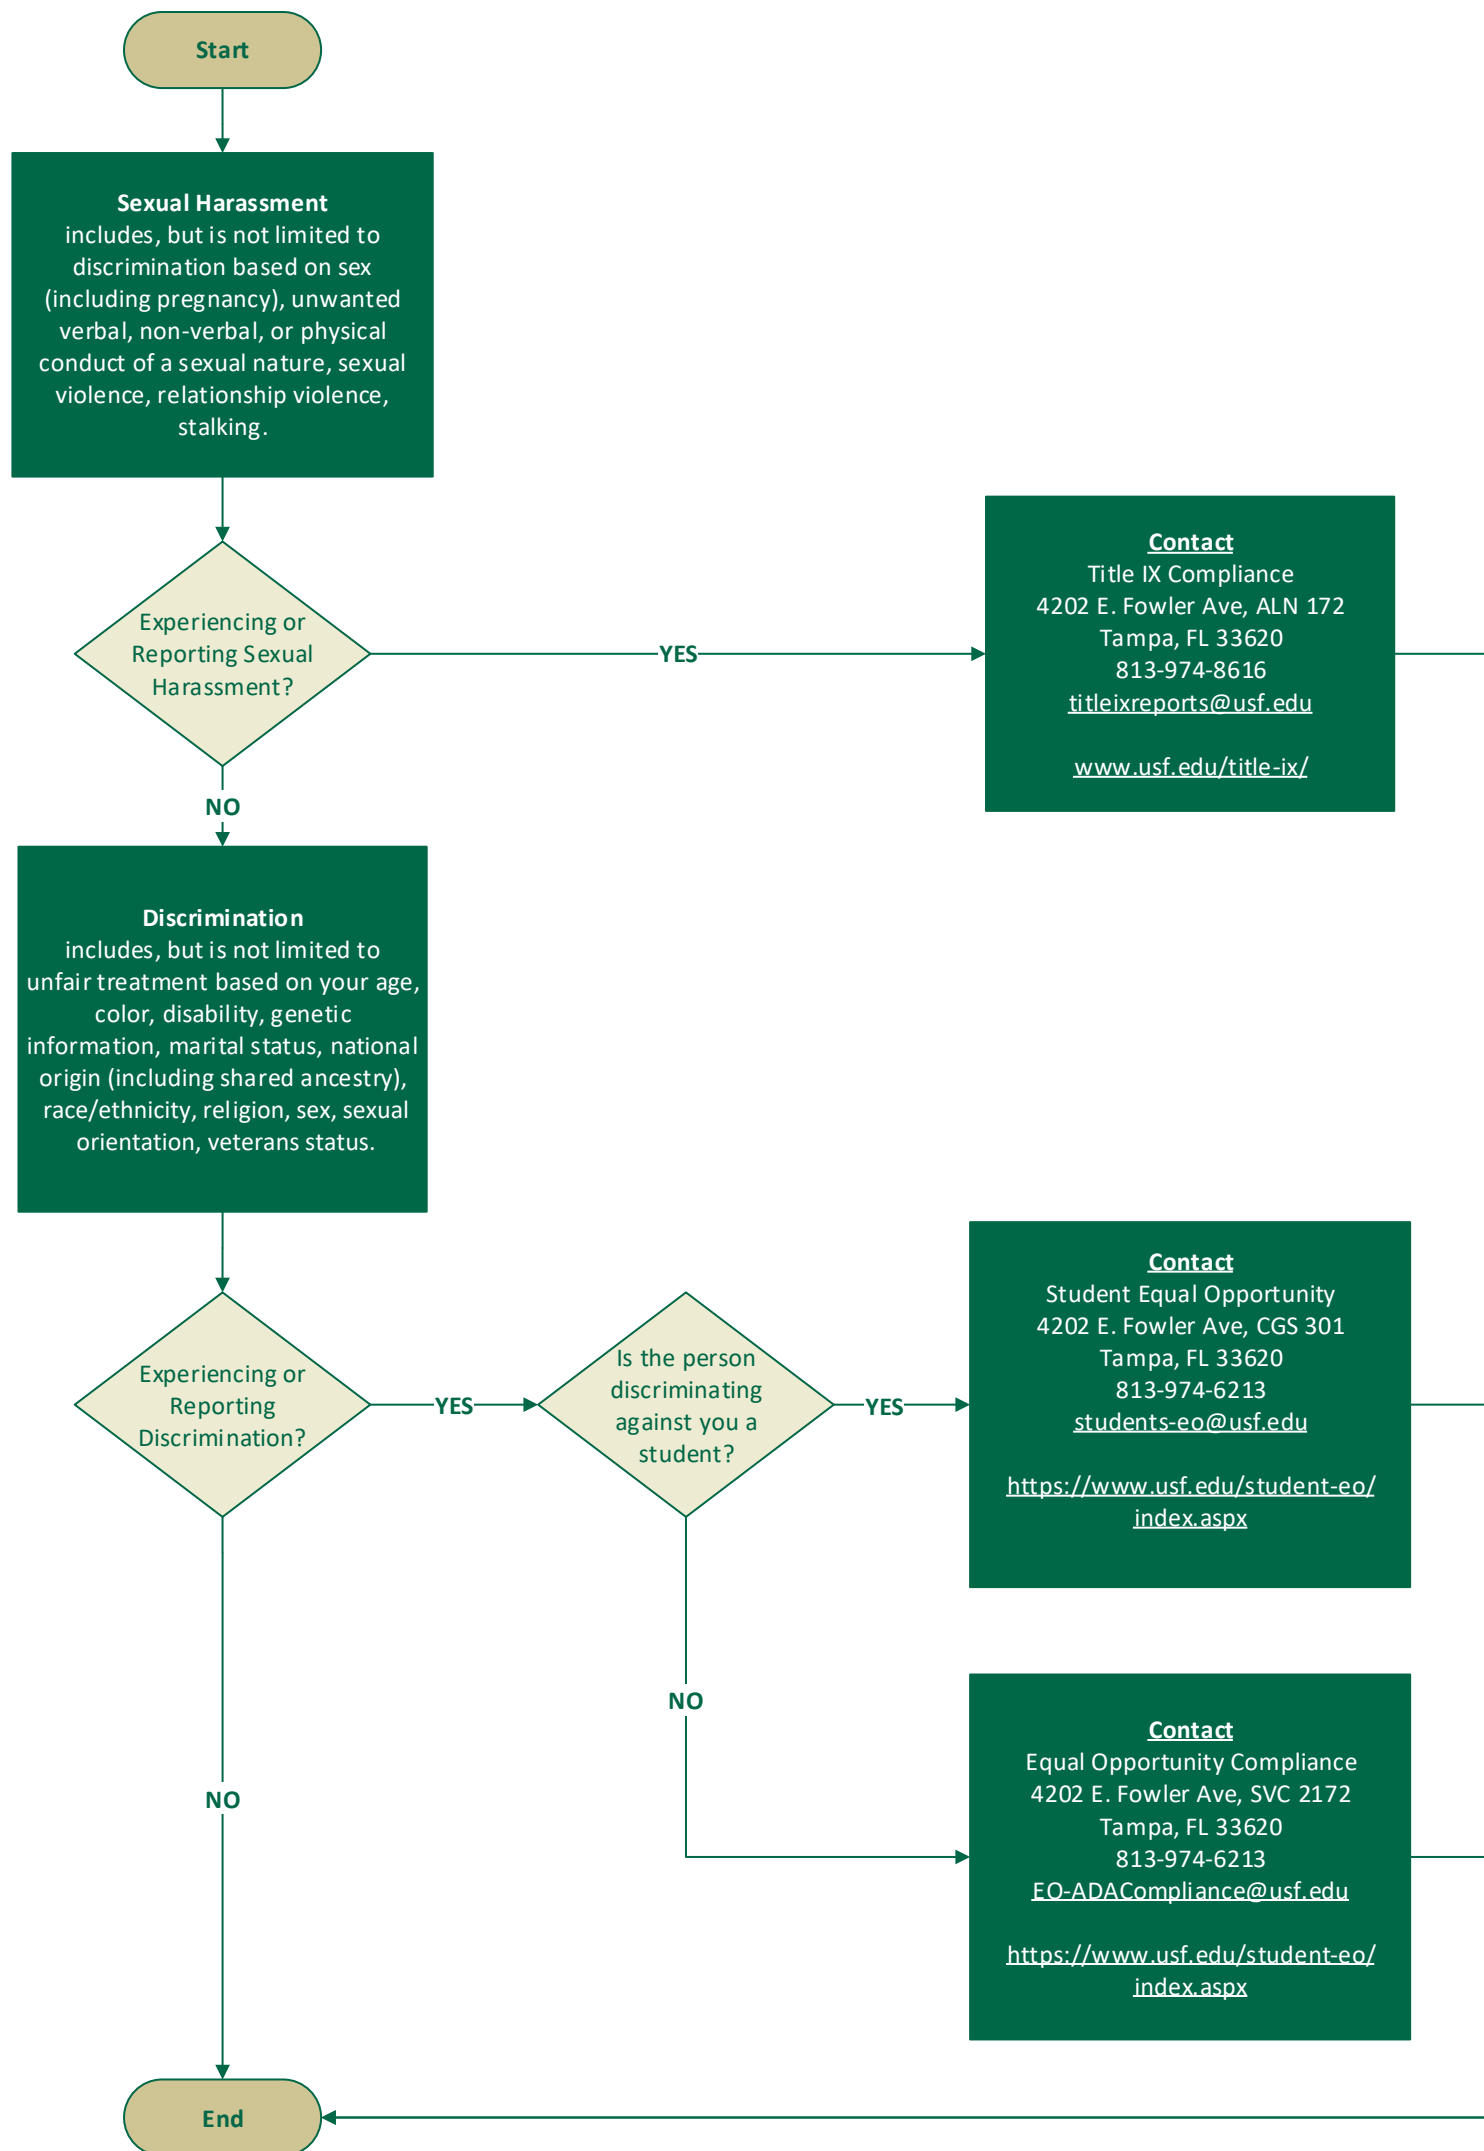 Start
Sexual Harassment
includes, but is not limited to
discrimination based on sex
(including pregnancy), unwanted
verbal, non-verbal, or physical
conduct of a sexual nature, sexual
violence, relationship violence,
stalking.
Experiencing or
Reporting Sexual
Harassment?
YES
Contact
Title IX Compliance
4202 E. Fowler Ave, ALN 172
Tampa, FL 33620
813-974-8616
titleixreports@usf.edu
www.usf.edu/title-ix/
NO
Discrimination
includes, but is not limited to
unfair treatment based on your age,
color, disability, genetic
information, marital status, national
origin (including shared ancestry),
race/ethnicity, religion, sex, sexual
orientation, veterans status.
Experiencing or
Reporting
Discrimination?
YES
Is the person
discriminating
against you a
student?
YES
Contact
Student Equal Opportunity
4202 E. Fowler Ave, CGS 301
Tampa, FL 33620
813-974-6213
students-eo@usf.edu
https://www.usf.edu/student-eo/
index.aspx
NO
Contact
Equal Opportunity Compliance
4202 E. Fowler Ave, SVC 2172
Tampa, FL 33620
813-974-6213
EO-ADACompliance@usf.edu
https://www.usf.edu/student-eo/
index.aspx
NO
End